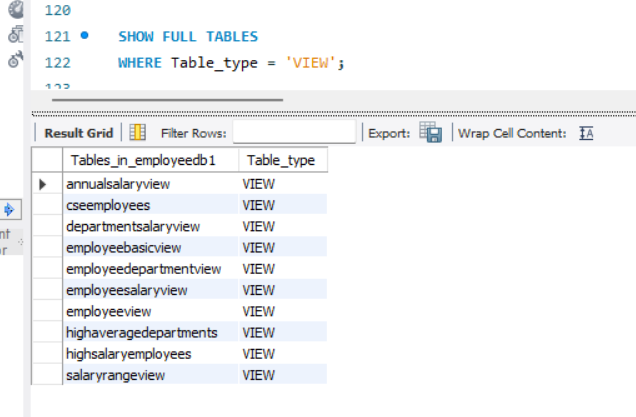 120
121 SHOW FULL TABLES
122 WHERE Table_type = 'VIEW';
Result Grid Filter Rows: Export: Wrap Cell Content:
Tables_in_employeedb1 Table_type
annualsalaryview VIEW
cseemployees VIEW
departmentsalaryview VIEW
employeebasicview VIEW
employeedepartmentview VIEW
employeesalaryview VIEW
employeeview VIEW
highaveragedepartments VIEW
highsalaryemployees VIEW
salaryrangeview VIEW